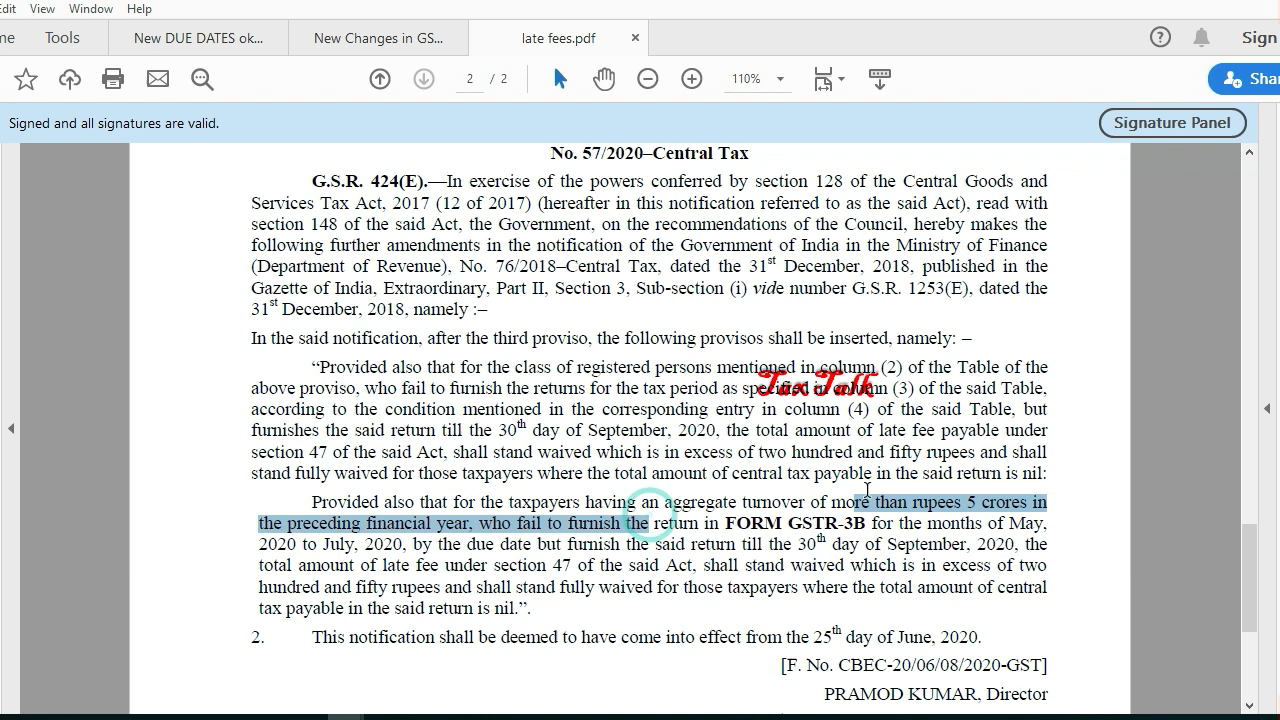 Edit View Window Help
me Tools New DUE DATES ok... New Changes in GS... late fees.pdf × Sign
2 / 2 110% Shar
Signed and all signatures are valid. Signature Panel
No. 57/2020–Central Tax
G.S.R. 424(E).—In exercise of the powers conferred by section 128 of the Central Goods and
Services Tax Act, 2017 (12 of 2017) (hereafter in this notification referred to as the said Act), read with
section 148 of the said Act, the Government, on the recommendations of the Council, hereby makes the
following further amendments in the notification of the Government of India in the Ministry of Finance
(Department of Revenue), No. 76/2018–Central Tax, dated the 31st December, 2018, published in the
Gazette of India, Extraordinary, Part II, Section 3, Sub-section (i) vide number G.S.R. 1253(E), dated the
31st December, 2018, namely :–
In the said notification, after the third proviso, the following provisos shall be inserted, namely: –
“Provided also that for the class of registered persons mentioned in column (2) of the Table of the
above proviso, who fail to furnish the returns for the tax period as specified in column (3) of the said Table,
Tax Talk
according to the condition mentioned in the corresponding entry in column (4) of the said Table, but
furnishes the said return till the 30th day of September, 2020, the total amount of late fee payable under
section 47 of the said Act, shall stand waived which is in excess of two hundred and fifty rupees and shall
stand fully waived for those taxpayers where the total amount of central tax payable in the said return is nil:
Provided also that for the taxpayers having an aggregate turnover of more than rupees 5 crores in
the preceding financial year, who fail to furnish the return in FORM GSTR-3B for the months of May,
2020 to July, 2020, by the due date but furnish the said return till the 30th day of September, 2020, the
total amount of late fee under section 47 of the said Act, shall stand waived which is in excess of two
hundred and fifty rupees and shall stand fully waived for those taxpayers where the total amount of central
tax payable in the said return is nil.”.
2. This notification shall be deemed to have come into effect from the 25th day of June, 2020.
[F. No. CBEC-20/06/08/2020-GST]
PRAMOD KUMAR, Director